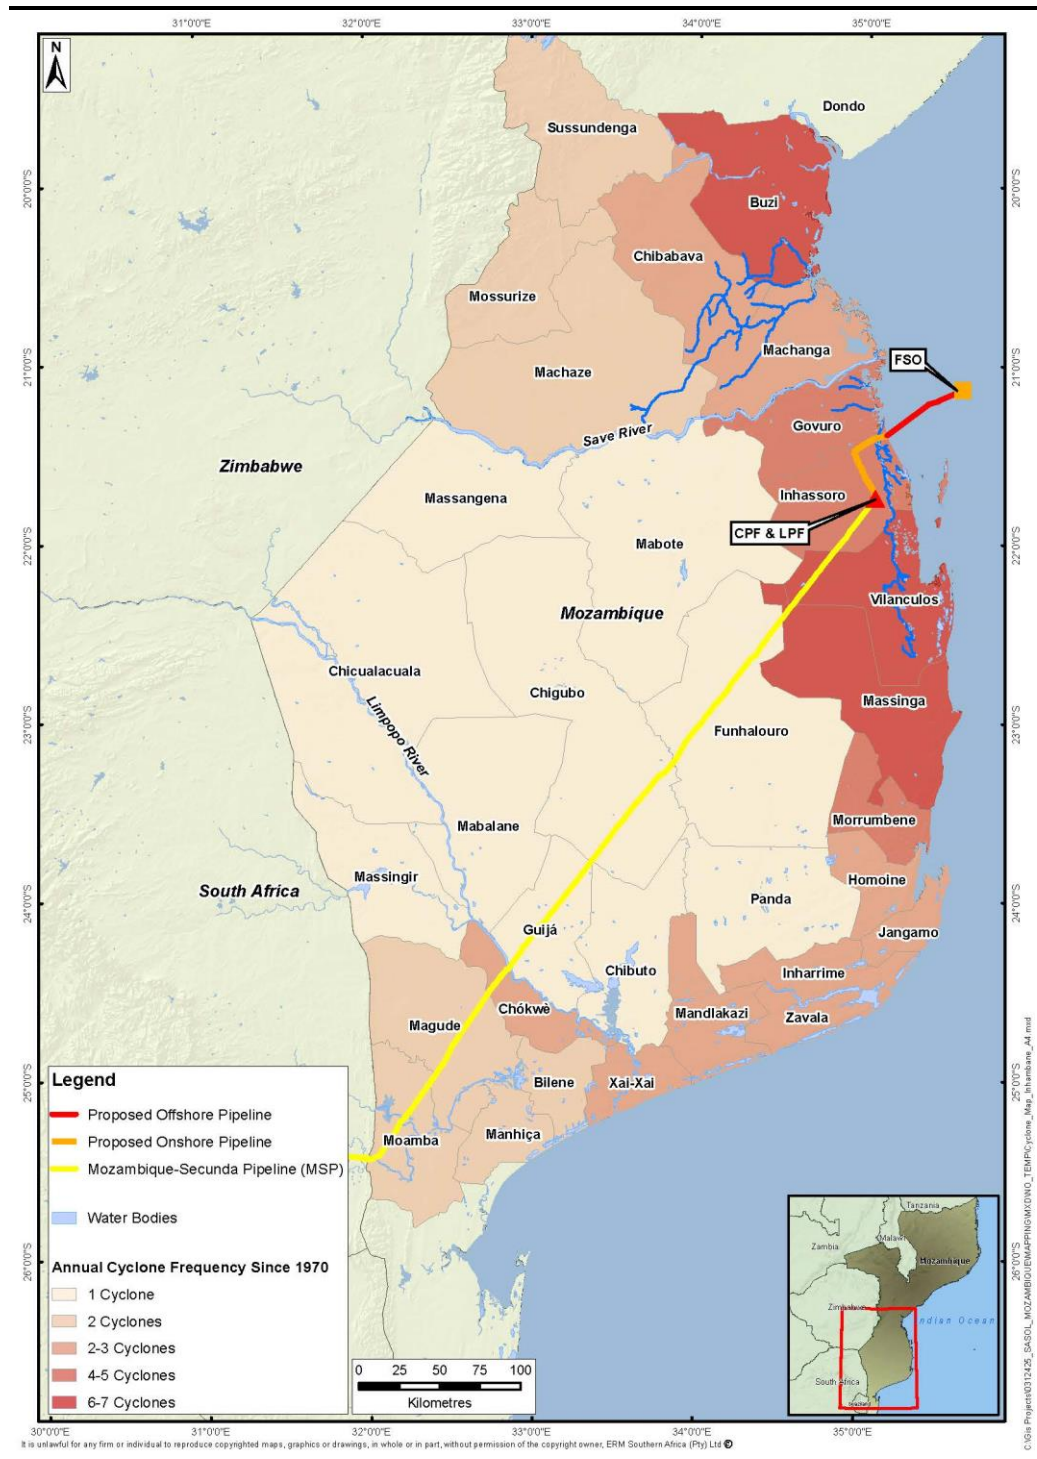 31°0'0"E 32°0'0"E 33°0'0"E 34°0'0"E 35°0'0"E
N
Dondo
Sussundenga
20°0'0"S 20°0'0"S
Buzi
Chibabava
Mossurize
Machanga
FSO
21°0'0"S 21°0'0"S
Machaze
Govuro
Save River
Zimbabwe
Massangena
Inhassoro
CPF & LPF
Mabote
22°0'0"S 22°0'0"S
Vilanculos
Mozambique
Chicualacuala
Chigubo
Massinga
Limpopo River
Funhalouro
23°0'0"S 23°0'0"S
Mabalane
Morrumbene
Massingir
Homoine
South Africa
Panda
24°0'0"S 24°0'0"S
Guijá
Jangamo
Chibuto
Inharrime
Chókwè
Mandlakazi
Zavala
Magude
Bilene
Xai-Xai
25°0'0"S 25°0'0"S
Manhiça
Moamba
Legend
Proposed Offshore Pipeline
Proposed Onshore Pipeline
Mozambique-Secunda Pipeline (MSP)
Water Bodies
Annual Cyclone Frequency Since 1970
1 Cyclone
2 Cyclones
2-3 Cyclones
4-5 Cyclones
6-7 Cyclones
0 25 50 75 100
Kilometres
26°0'0"S 26°0'0"S
Tanzania
Malawi
Zambia
Mozambique
Zimbabwe
Indian Ocean
South Africa
Swaziland
30°0'0"E 31°0'0"E 32°0'0"E 33°0'0"E 34°0'0"E 35°0'0"E
It is unlawful for any firm or individual to reproduce copyrighted maps, graphics or drawings, in whole or in part, without permission of the copyright owner, ERM Southern Africa (Pty) Ltd ©
C:\Gis Projects\0312425_SASOL_MOZAMBIQUE\MAPPING\MXD\NO_TEMP\Cyclone_Map_Inhambane_A4.mxd